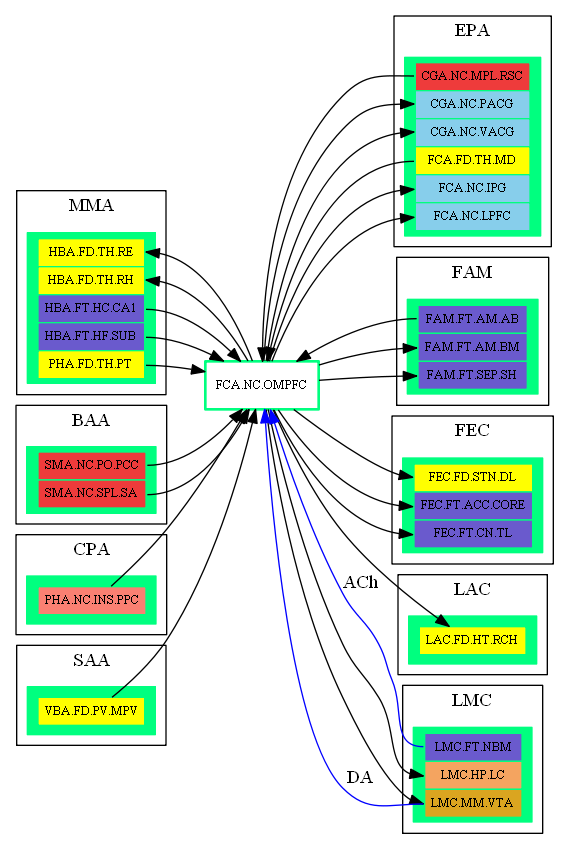 EPA
CGA.NC.MPL.RSC
CGA.NC.PACG
CGA.NC.VACG
FCA.FD.TH.MD
FCA.NC.IPG
FCA.NC.LPFC
MMA
HBA.FD.TH.RE
HBA.FD.TH.RH
HBA.FT.HC.CA1
HBA.FT.HF.SUB
PHA.FD.TH.PT
FAM
FAM.FT.AM.AB
FAM.FT.AM.BM
FAM.FT.SEP.SH
FCA.NC.OMPFC
BAA
SMA.NC.PO.PCC
SMA.NC.SPL.SA
FEC
FEC.FD.STN.DL
FEC.FT.ACC.CORE
FEC.FT.CN.TL
CPA
PHA.NC.INS.PPC
ACh
LAC
LAC.FD.HT.RCH
SAA
VBA.FD.PV.MPV
LMC
LMC.FT.NBM
LMC.HP.LC
DA
LMC.MM.VTA